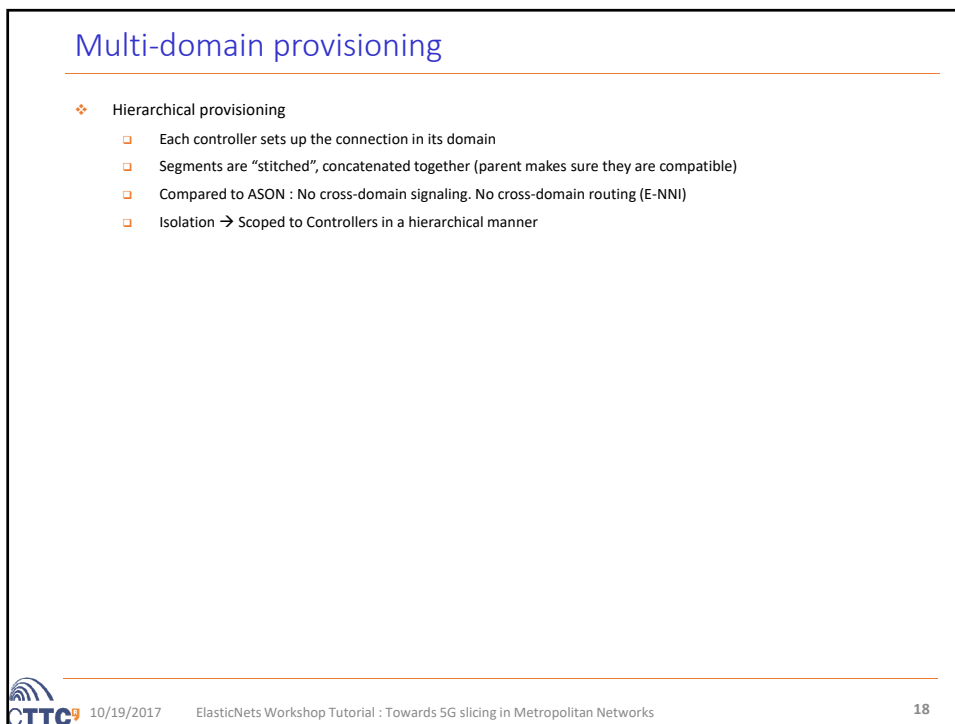 Multi-domain provisioning
Hierarchical provisioning
Each controller sets up the connection in its domain
Segments are “stitched”, concatenated together (parent makes sure they are compatible)
Compared to ASON : No cross-domain signaling. No cross-domain routing (E-NNI)
Isolation → Scoped to Controllers in a hierarchical manner
CTTC 10/19/2017 ElasticNets Workshop Tutorial : Towards 5G slicing in Metropolitan Networks 18